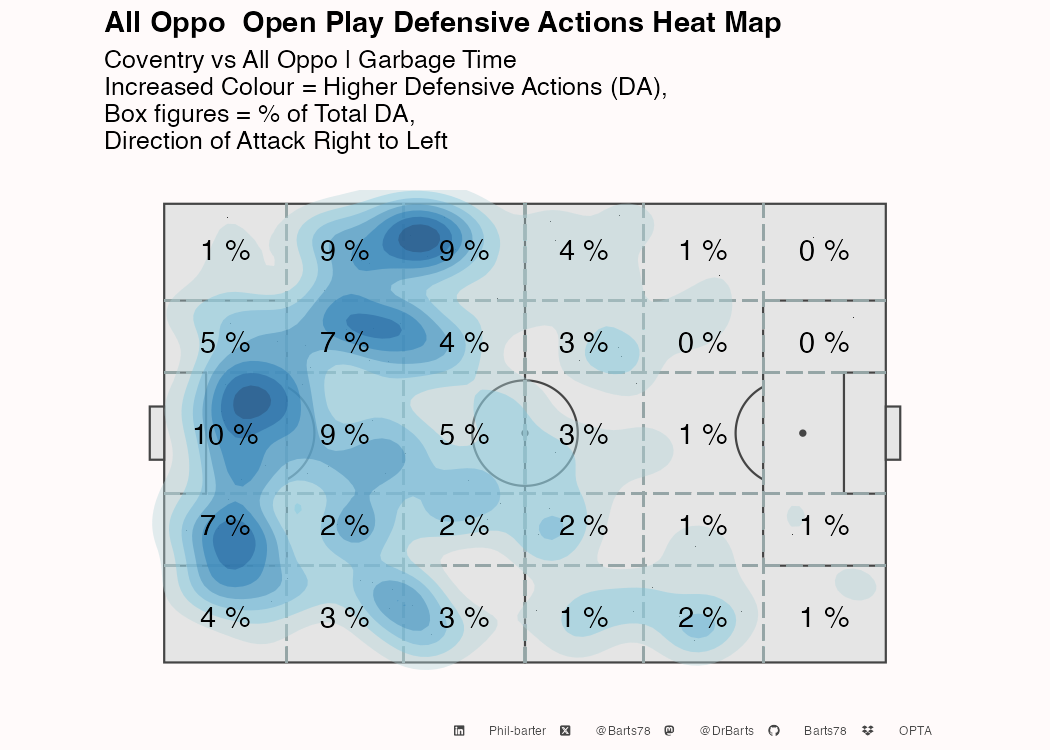 All Oppo  Open Play Defensive Actions Heat Map
Coventry vs All Oppo | Garbage Time
Increased Colour = Higher Defensive Actions (DA),
Box figures = % of Total DA,
Direction of Attack Right to Left
1 % 9 % 9 % 4 % 1 % 0 %
5 % 7 % 4 % 3 % 0 % 0 %
10 % 9 % 5 % 3 % 1 %
7 % 2 % 2 % 2 % 1 % 1 %
4 % 3 % 3 % 1 % 2 % 1 %
Phil-barter @Barts78 @DrBarts Barts78 OPTA